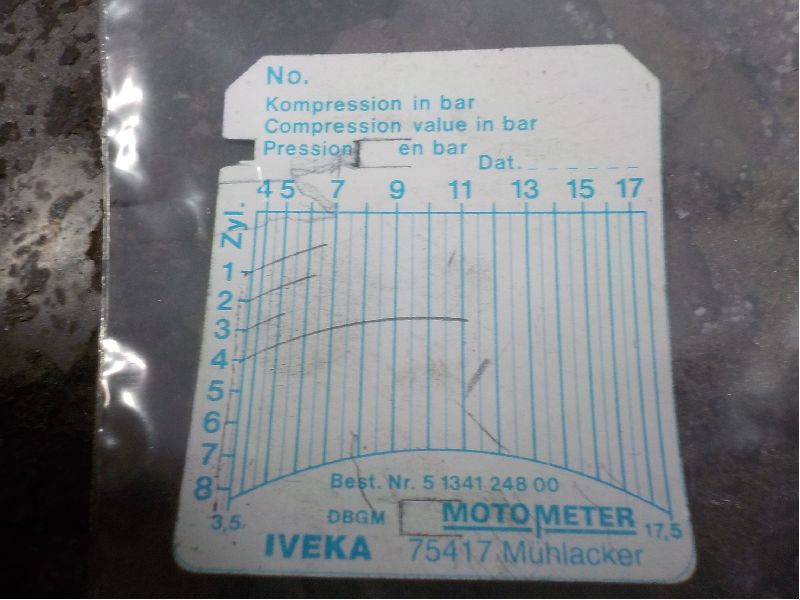 No.
Kompression in bar
Compression value in bar
Pression en bar
Dat.
4 5 7 9 11 13 15 17
Zyl.
1
2
3
4
5
6
7
8
3,5
17,5
Best. Nr. 5 1341 248 00
DBGM MOTOMETER
IVEKA 75417 Mühlacker